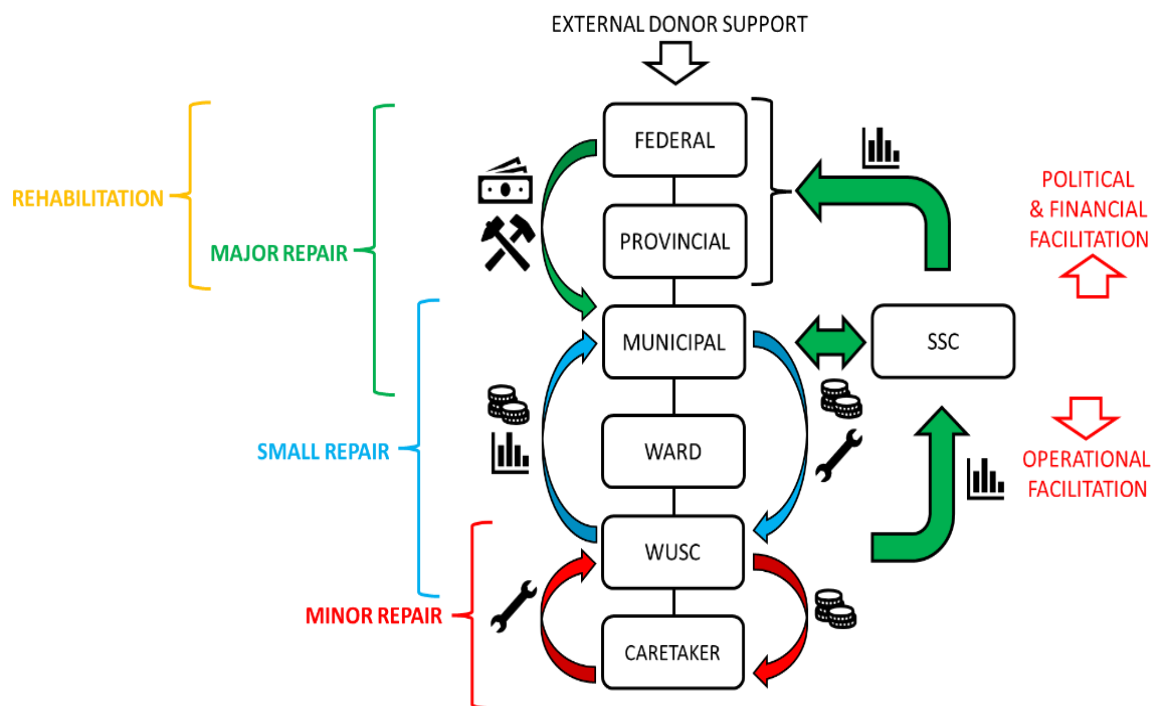 EXTERNAL DONOR SUPPORT
FEDERAL
REHABILITATION
MAJOR REPAIR
PROVINCIAL
POLITICAL
& FINANCIAL
FACILITATION
MUNICIPAL
SSC
SMALL REPAIR
WARD
OPERATIONAL
FACILITATION
WUSC
MINOR REPAIR
CARETAKER